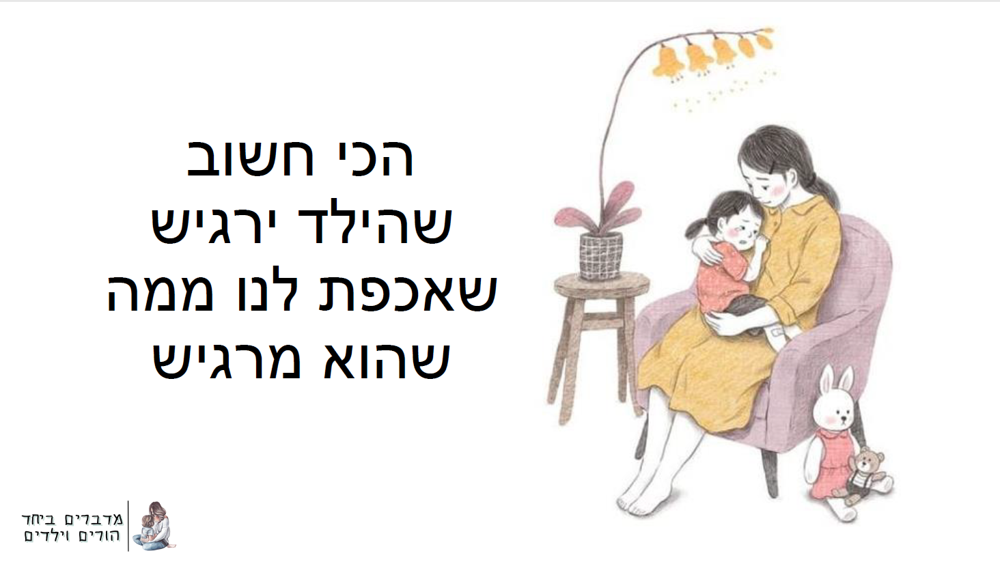 הכי חשוב
שהילד ירגיש
שאכפת לנו ממה
שהוא מרגיש
מדברים ביחד
הורים וילדים